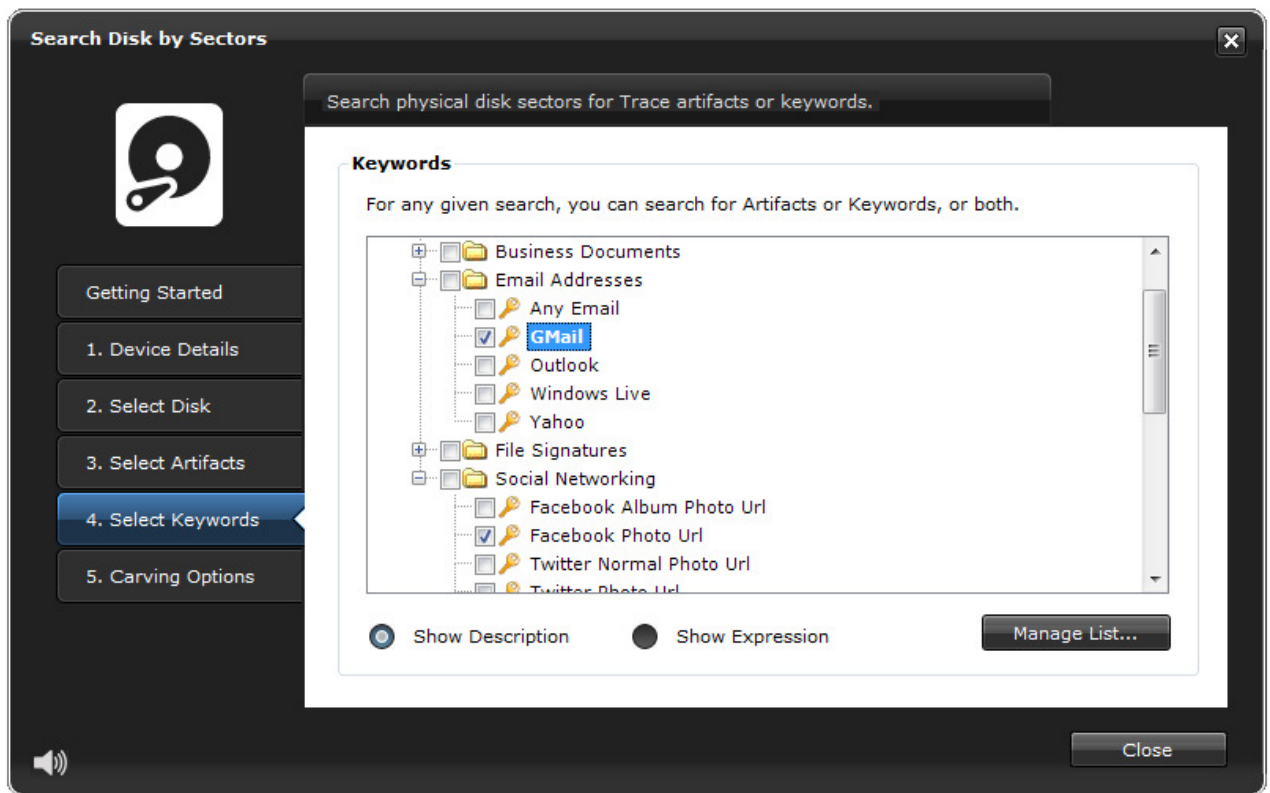 Search Disk by Sectors
Search physical disk sectors for Trace artifacts or keywords.
Getting Started
1. Device Details
2. Select Disk
3. Select Artifacts
4. Select Keywords
5. Carving Options
Keywords
For any given search, you can search for Artifacts or Keywords, or both.
Business Documents
Email Addresses
Any Email
GMail
Outlook
Windows Live
Yahoo
File Signatures
Social Networking
Facebook Album Photo Url
Facebook Photo Url
Twitter Normal Photo Url
Twitter Photo Url
Show Description Show Expression Manage List...
Close